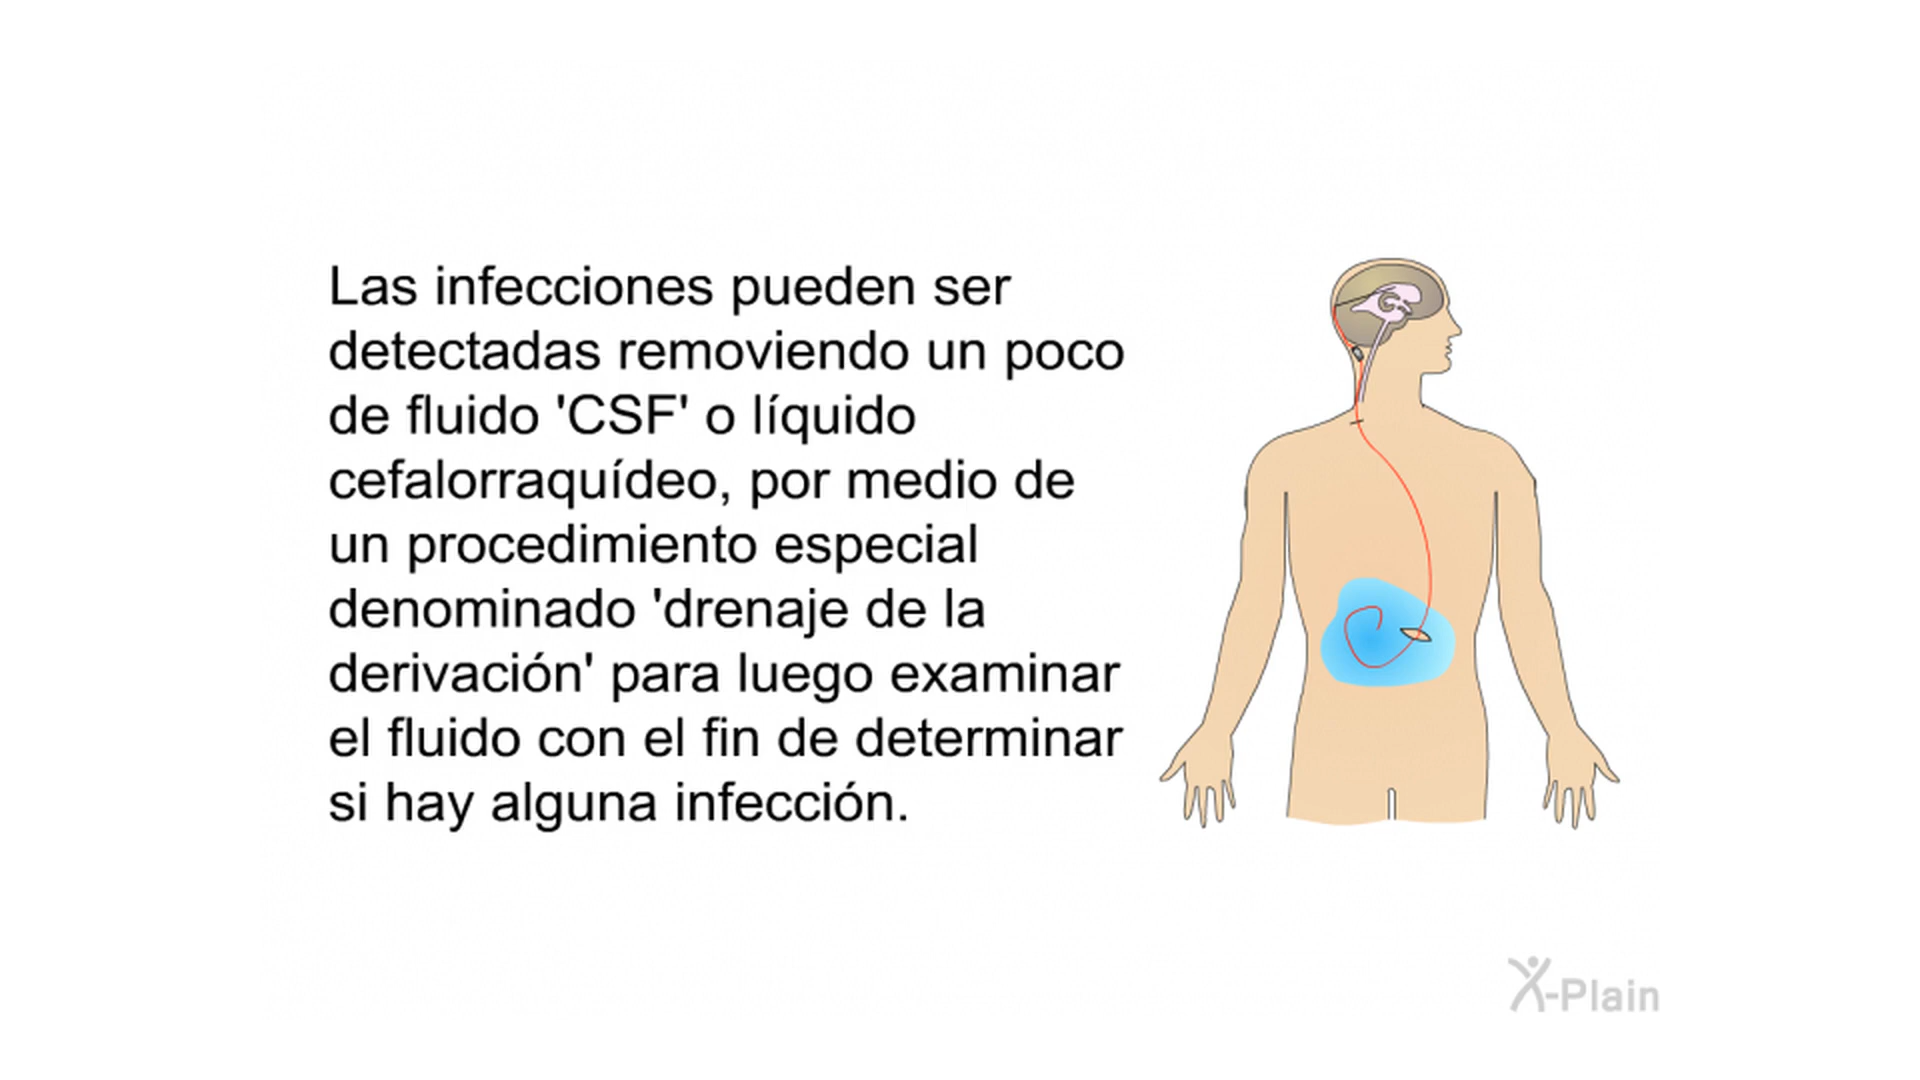 Las infecciones pueden ser
detectadas removiendo un poco
de fluido 'CSF' o líquido
cefalorraquídeo, por medio de
un procedimiento especial
denominado 'drenaje de la
derivación' para luego examinar
el fluido con el fin de determinar
si hay alguna infección.
X-Plain